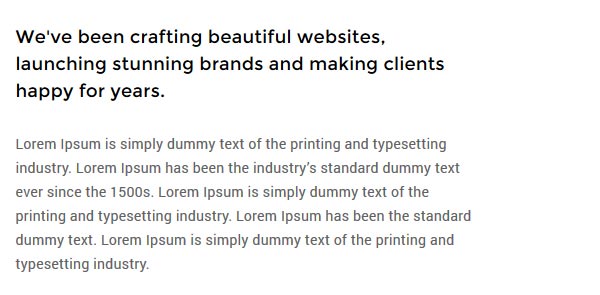 We've been crafting beautiful websites,
launching stunning brands and making clients
happy for years.
Lorem Ipsum is simply dummy text of the printing and typesetting
industry. Lorem Ipsum has been the industry’s standard dummy text
ever since the 1500s. Lorem Ipsum is simply dummy text of the
printing and typesetting industry. Lorem Ipsum has been the standard
dummy text. Lorem Ipsum is simply dummy text of the printing and
typesetting industry.